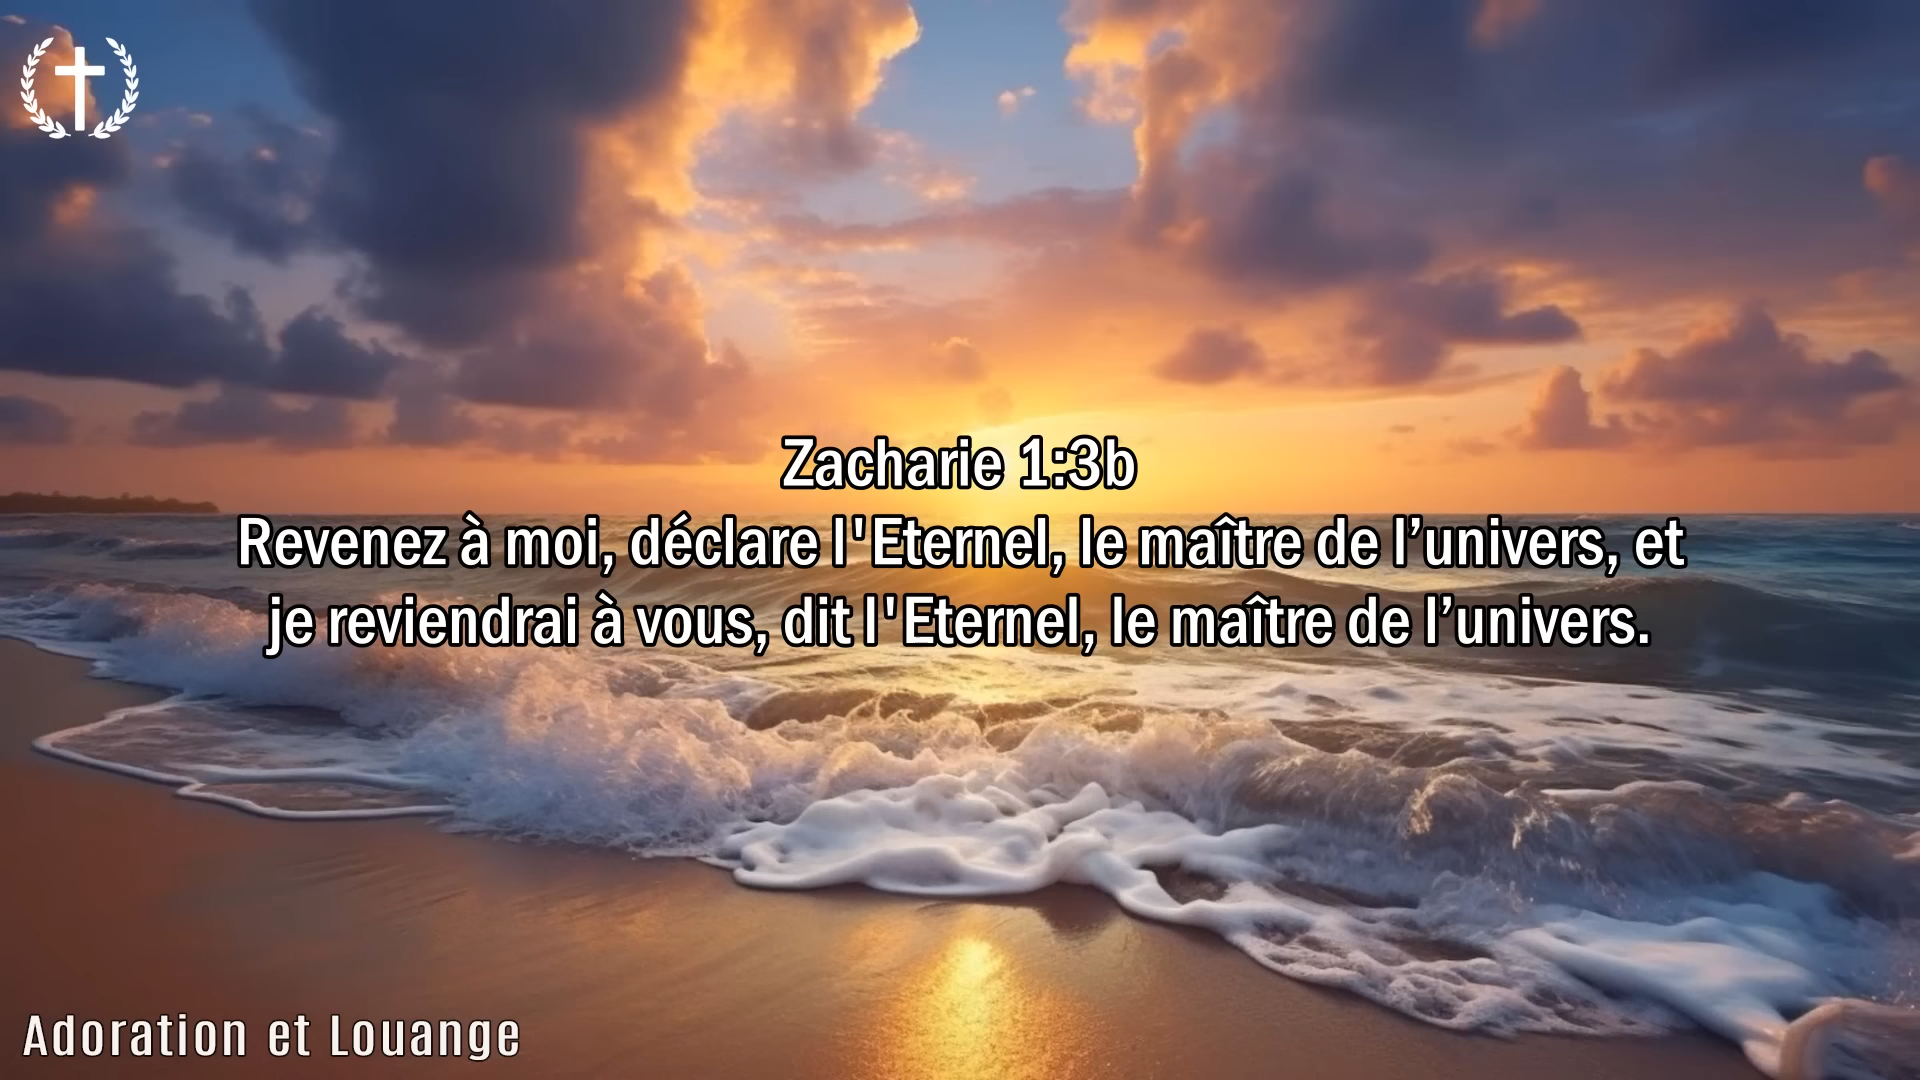 Zacharie 1:3b
Revenez à moi, déclare l'Eternel, le maître de l’univers, et
je reviendrai à vous, dit l'Eternel, le maître de l’univers.
Adoration et Louange